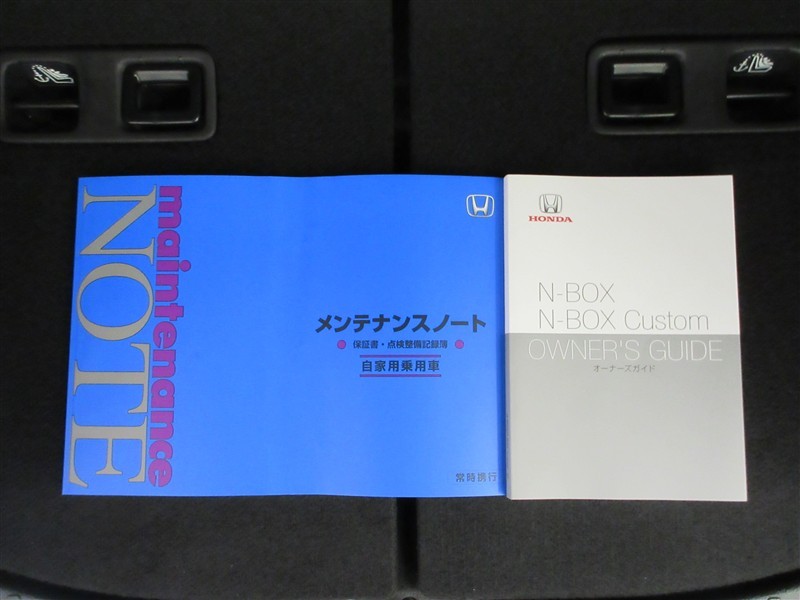 maintenance
NOTE
メンテナンスノート
保証書・点検整備記録簿
自家用乗用車
常時携行
HONDA
N-BOX
N-BOX Custom
OWNER'S GUIDE
オーナーズガイド